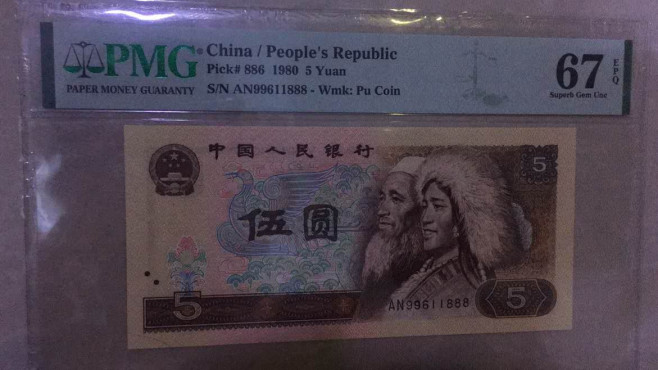 PMG
PAPER MONEY GUARANTY
China / People's Republic
Pick# 886 1980 5 Yuan
S/N AN99611888 - Wmk: Pu Coin
67 EPQ
Superb Gem Unc
中国人民银行
5
伍圆
AN99611888
5
5